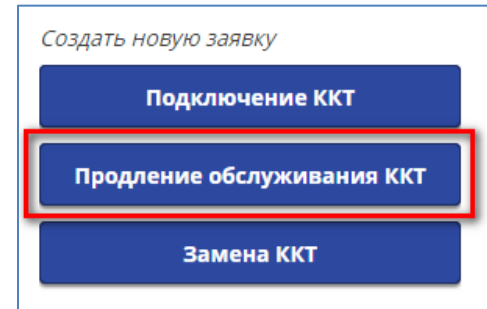 Создать новую заявку
Подключение ККТ
Продление обслуживания ККТ
Замена ККТ